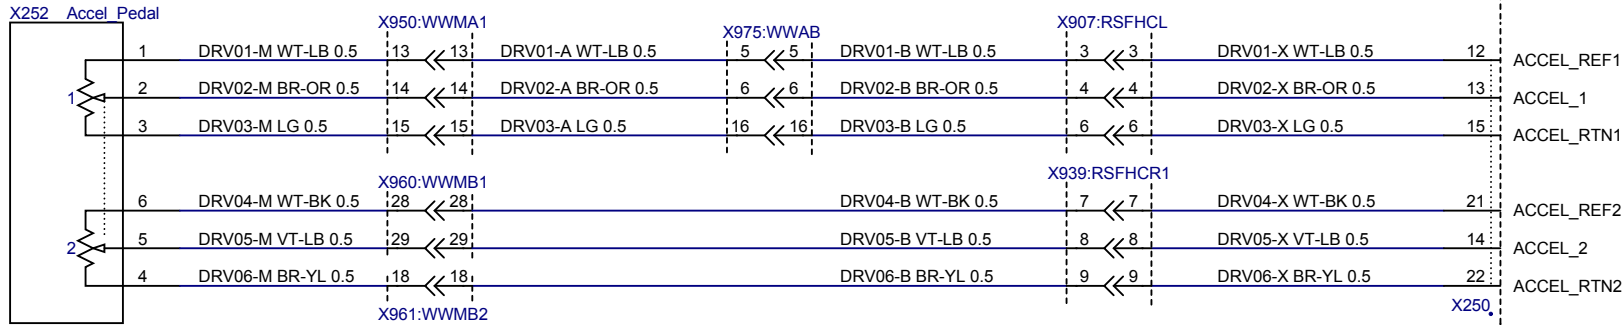 X252 Accel_Pedal
X950:WWMA1
X975:WWAB
X907:RSFHCL
1 DRV01-M WT-LB 0.5 13 13 DRV01-A WT-LB 0.5 5 5 DRV01-B WT-LB 0.5 3 3 DRV01-X WT-LB 0.5 12 ACCEL_REF1
1 2 DRV02-M BR-OR 0.5 14 14 DRV02-A BR-OR 0.5 6 6 DRV02-B BR-OR 0.5 4 4 DRV02-X BR-OR 0.5 13 ACCEL_1
3 DRV03-M LG 0.5 15 15 DRV03-A LG 0.5 16 16 DRV03-B LG 0.5 6 6 DRV03-X LG 0.5 15 ACCEL_RTN1
X960:WWMB1
X939:RSFHCR1
6 DRV04-M WT-BK 0.5 28 28 DRV04-B WT-BK 0.5 7 7 DRV04-X WT-BK 0.5 21 ACCEL_REF2
2 5 DRV05-M VT-LB 0.5 29 29 DRV05-B VT-LB 0.5 8 8 DRV05-X VT-LB 0.5 14 ACCEL_2
4 DRV06-M BR-YL 0.5 18 18 DRV06-B BR-YL 0.5 9 9 DRV06-X BR-YL 0.5 22 ACCEL_RTN2
X961:WWMB2
X250